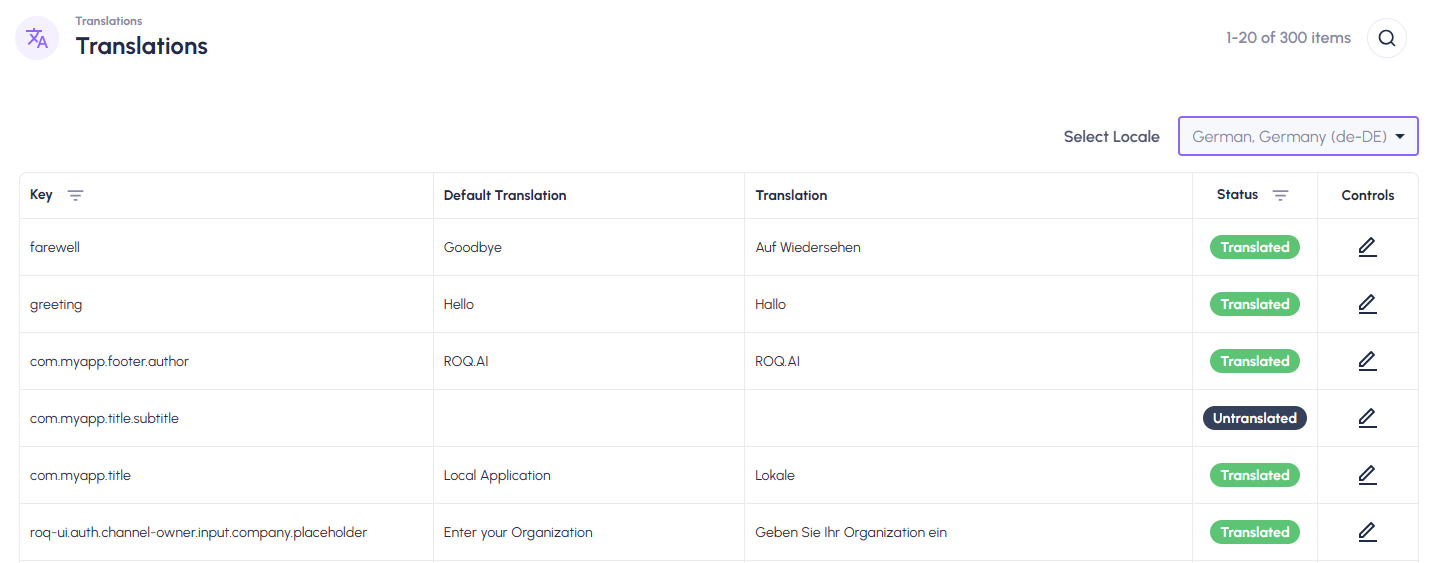 Translations
Translations
1-20 of 300 items
Select Locale German, Germany (de-DE)
Key Default Translation Translation Status Controls
farewell Goodbye Auf Wiedersehen Translated
greeting Hello Hallo Translated
com.myapp.footer.author ROQ.AI ROQ.AI Translated
com.myapp.title.subtitle Untranslated
com.myapp.title Local Application Lokale Translated
roq-ui.auth.channel-owner.input.company.placeholder Enter your Organization Geben Sie Ihr Organization ein Translated